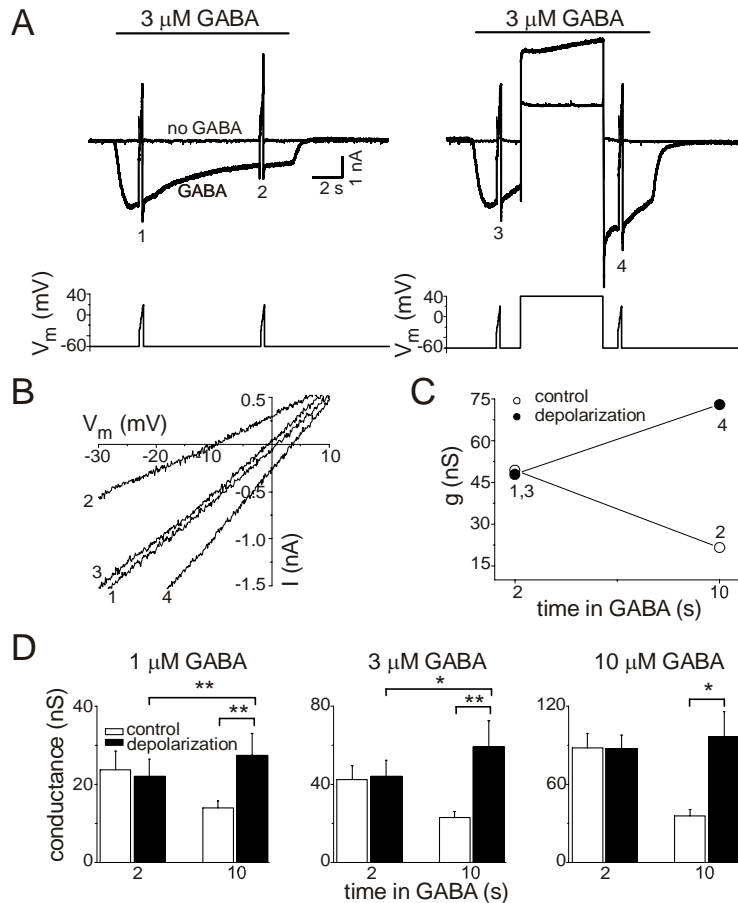 A
3 μM GABA
3 μM GABA
no GABA
GABA
1
2
2 s
1 nA
3
4
Vm (mV)
40
0
-60
Vm (mV)
40
0
-60
B
Vm (mV)
-30 -20 -10 10
0.5
-0.5
-1.0
-1.5
I (nA)
2
3
1
4
C
control
depolarization
g (nS)
75
60
45
30
15
1,3
4
2
2 10
time in GABA (s)
D
1 μM GABA
3 μM GABA
10 μM GABA
conductance (nS)
40
20
0
control
depolarization
**
**
2 10
80
40
0
*
**
2 10
120
60
0
*
2 10
time in GABA (s)